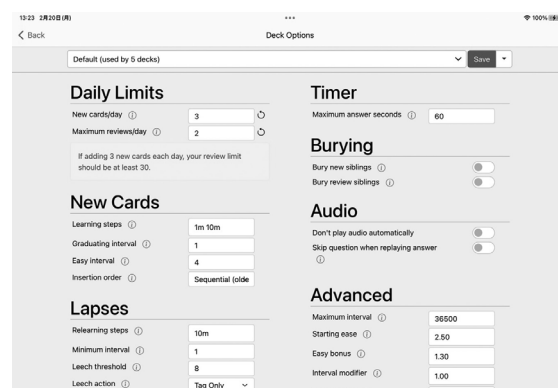 13:23 2月20日(月)
100%
Back
Deck Options
Default (used by 5 decks)
Save
Daily Limits
New cards/day
3
Maximum reviews/day
2
If adding 3 new cards each day, your review limit
should be at least 30.
New Cards
Learning steps
1m 10m
Graduating interval
1
Easy interval
4
Insertion order
Sequential (olde
Lapses
Relearning steps
10m
Minimum interval
1
Leech threshold
8
Leech action
Tag Only
Timer
Maximum answer seconds
60
Burying
Bury new siblings
Bury review siblings
Audio
Don't play audio automatically
Skip question when replaying answer
Advanced
Maximum interval
36500
Starting ease
2.50
Easy bonus
1.30
Interval modifier
1.00